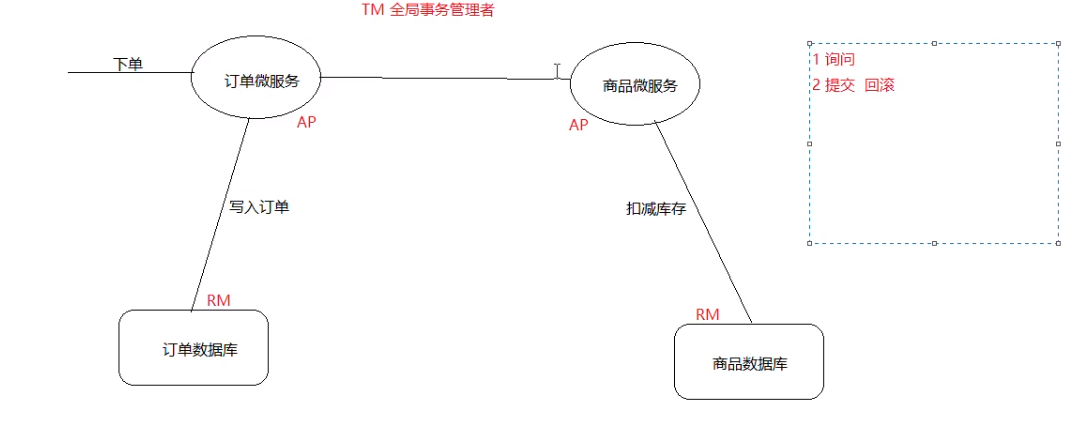 TM 全局事务管理者
下单
订单微服务
商品微服务
AP
AP
1 询问
2 提交 回滚
写入订单
扣减库存
RM
RM
订单数据库
商品数据库